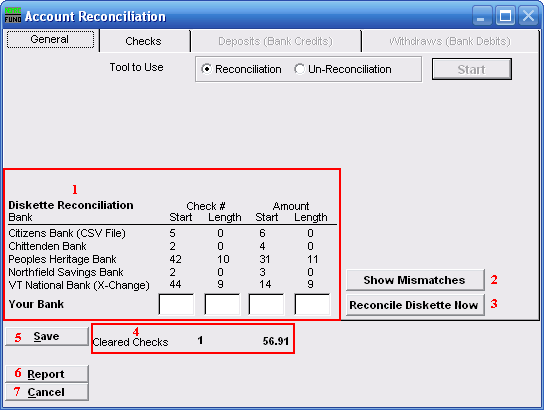 Account Reconciliation
General Checks Deposits (Bank Credits) Withdraws (Bank Debits)
Tool to Use Reconciliation Un-Reconciliation Start
1
Diskette Reconciliation Check # Amount
Bank Start Length Start Length
Citizens Bank (CSV File) 5 0 6 0
Chittenden Bank 2 0 4 0
Peoples Heritage Bank 42 10 31 11
Northfield Savings Bank 2 0 3 0
VT National Bank (X-Change) 44 9 14 9
Your Bank
Show Mismatches 2
Reconcile Diskette Now 3
5 Save
4
Cleared Checks 1 56.91
6 Report
7 Cancel